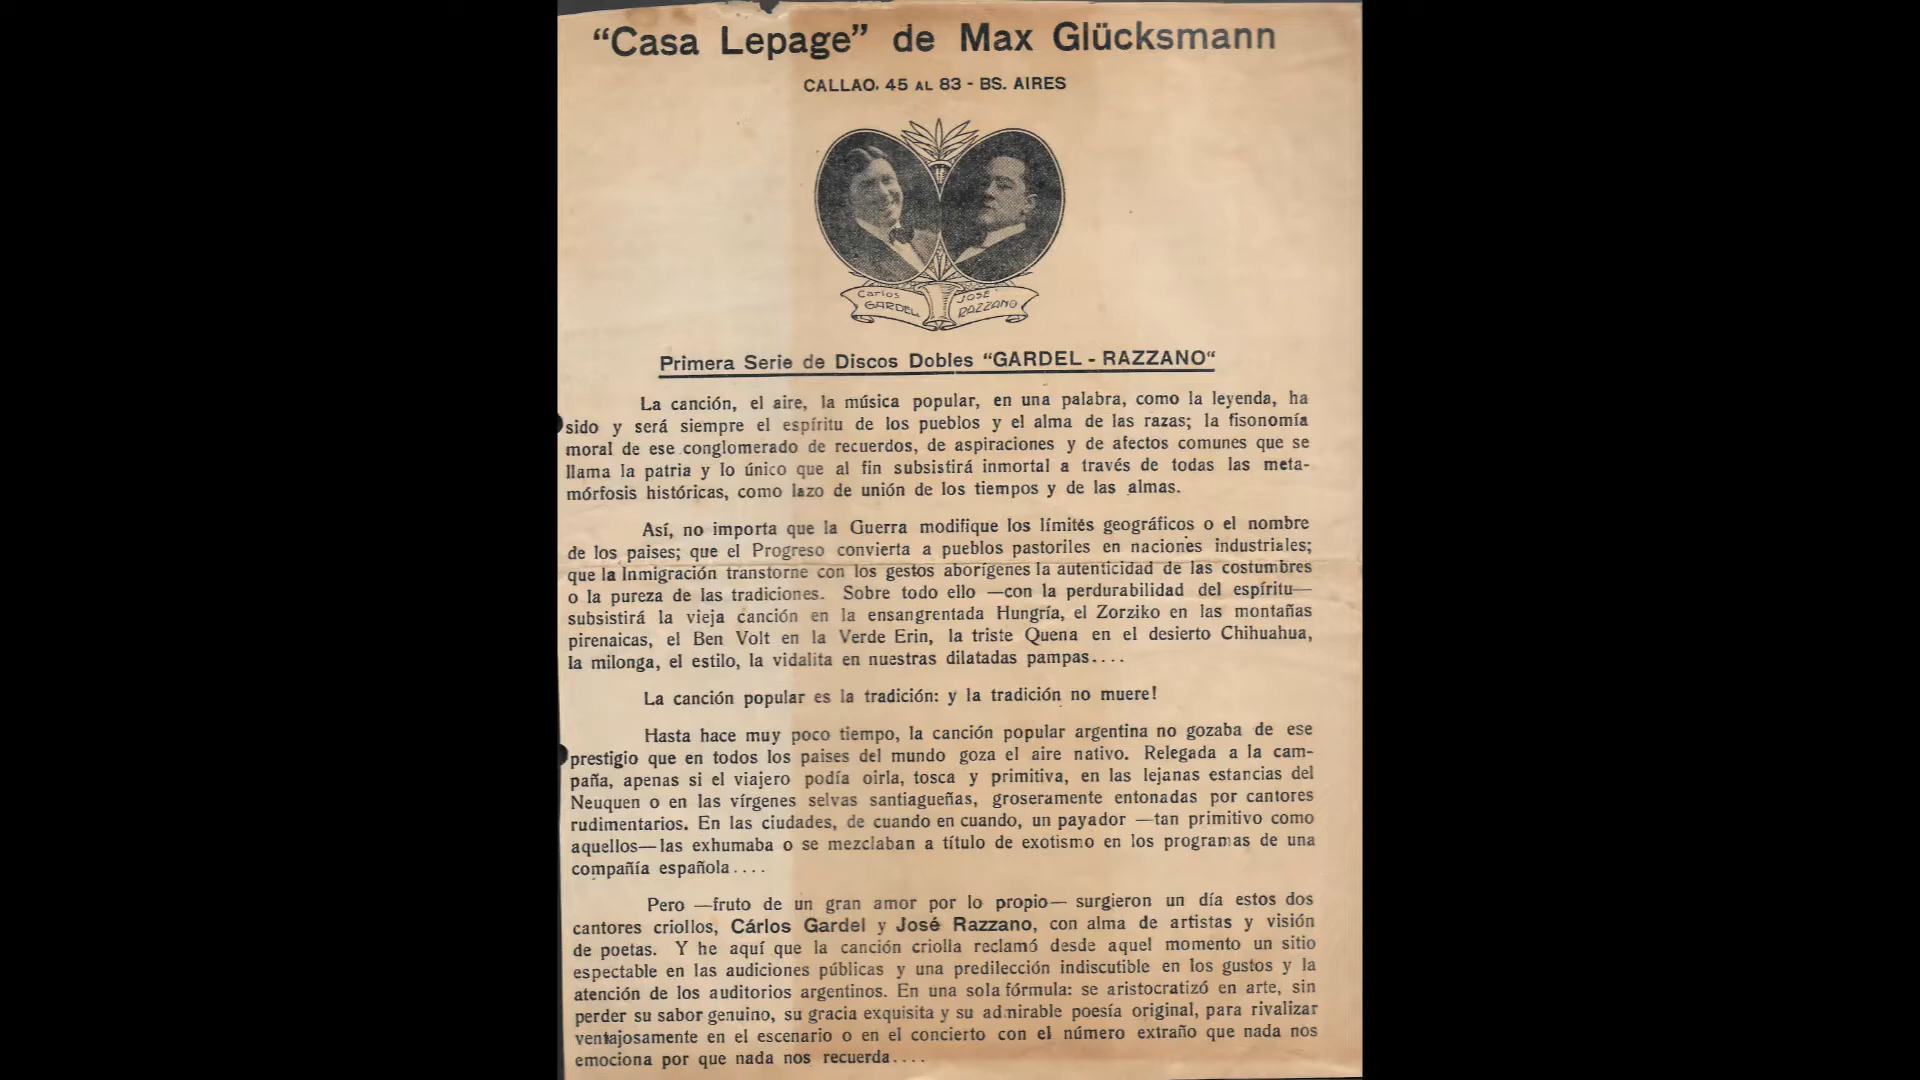 “Casa Lepage” de Max Glücksmann
CALLAO. 45 AL 83 - BS. AIRES
Carlos GARDEL
JOSE RAZZANO
Primera Serie de Discos Dobles “GARDEL - RAZZANO“
La canción, el aire, la música popular, en una palabra, como la leyenda, ha
sido y será siempre el espíritu de los pueblos y el alma de las razas; la fisonomía
moral de ese conglomerado de recuerdos, de aspiraciones y de afectos comunes que se
llama la patria y lo único que al fin subsistirá inmortal a través de todas las meta-
mórfosis históricas, como lazo de unión de los tiempos y de las almas.
Así, no importa que la Guerra modifique los límites geográficos o el nombre
de los paises; que el Progreso convierta a pueblos pastoriles en naciones industriales;
que la Inmigración transtorne con los gestos aborígenes la autenticidad de las costumbres
o la pureza de las tradiciones. Sobre todo ello —con la perdurabilidad del espíritu—
subsistirá la vieja canción en la ensangrentada Hungría, el Zorziko en las montañas
pirenaicas, el Ben Volt en la Verde Erin, la triste Quena en el desierto Chihuahua,
la milonga, el estilo, la vidalita en nuestras dilatadas pampas....
La canción popular es la tradición: y la tradición no muere!
Hasta hace muy poco tiempo, la canción popular argentina no gozaba de ese
prestigio que en todos los paises del mundo goza el aire nativo. Relegada a la cam-
paña, apenas si el viajero podía oirla, tosca y primitiva, en las lejanas estancias del
Neuquen o en las vírgenes selvas santiagueñas, groseramente entonadas por cantores
rudimentarios. En las ciudades, de cuando en cuando, un payador —tan primitivo como
aquellos—las exhumaba o se mezclaban a título de exotismo en los programas de una
compañía española....
Pero —fruto de un gran amor por lo propio— surgieron un día estos dos
cantores criollos, Cárlos Gardel y José Razzano, con alma de artistas y visión
de poetas. Y he aquí que la canción criolla reclamó desde aquel momento un sitio
espectable en las audiciones públicas y una predilección indiscutible en los gustos y la
atención de los auditorios argentinos. En una sola fórmula: se aristocratizó en arte, sin
perder su sabor genuino, su gracia exquisita y su admirable poesía original, para rivalizar
ventajosamente en el escenario o en el concierto con el número extraño que nada nos
emociona por que nada nos recuerda....